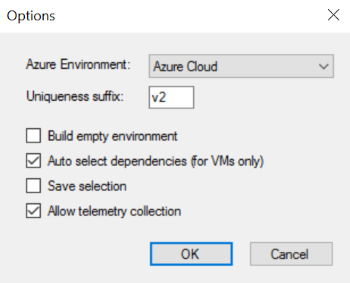 Options
Azure Environment: Azure Cloud
Uniqueness suffix: v2
Build empty environment
Auto select dependencies (for VMs only)
Save selection
Allow telemetry collection
OK Cancel